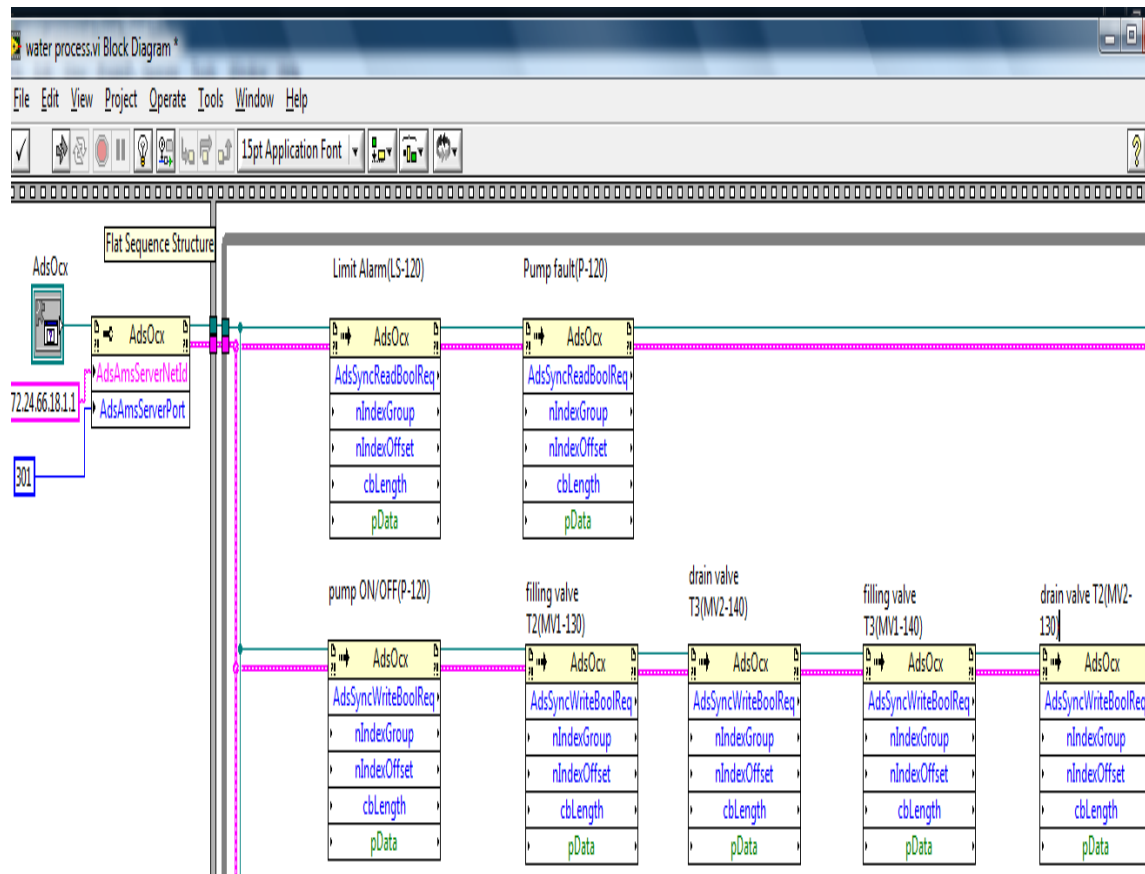 water process.vi Block Diagram *
File Edit View Project Operate Tools Window Help
15pt Application Font
?
Flat Sequence Structure
AdsOcx
AdsOcx
AdsAmsServerNetId
AdsAmsServerPort
72.24.66.18.1.1
301
Limit Alarm(LS-120)
AdsOcx
AdsSyncReadBoolReq
nIndexGroup
nIndexOffset
cbLength
pData
Pump fault(P-120)
AdsOcx
AdsSyncReadBoolReq
nIndexGroup
nIndexOffset
cbLength
pData
pump ON/OFF(P-120)
AdsOcx
AdsSyncWriteBoolReq
nIndexGroup
nIndexOffset
cbLength
pData
filling valve
T2(MV1-130)
AdsOcx
AdsSyncWriteBoolReq
nIndexGroup
nIndexOffset
cbLength
pData
drain valve
T3(MV2-140)
AdsOcx
AdsSyncWriteBoolReq
nIndexGroup
nIndexOffset
cbLength
pData
filling valve
T3(MV1-140)
AdsOcx
AdsSyncWriteBoolReq
nIndexGroup
nIndexOffset
cbLength
pData
drain valve T2(MV2-
130)
AdsOcx
AdsSyncWriteBoolReq
nIndexGroup
nIndexOffset
cbLength
pData